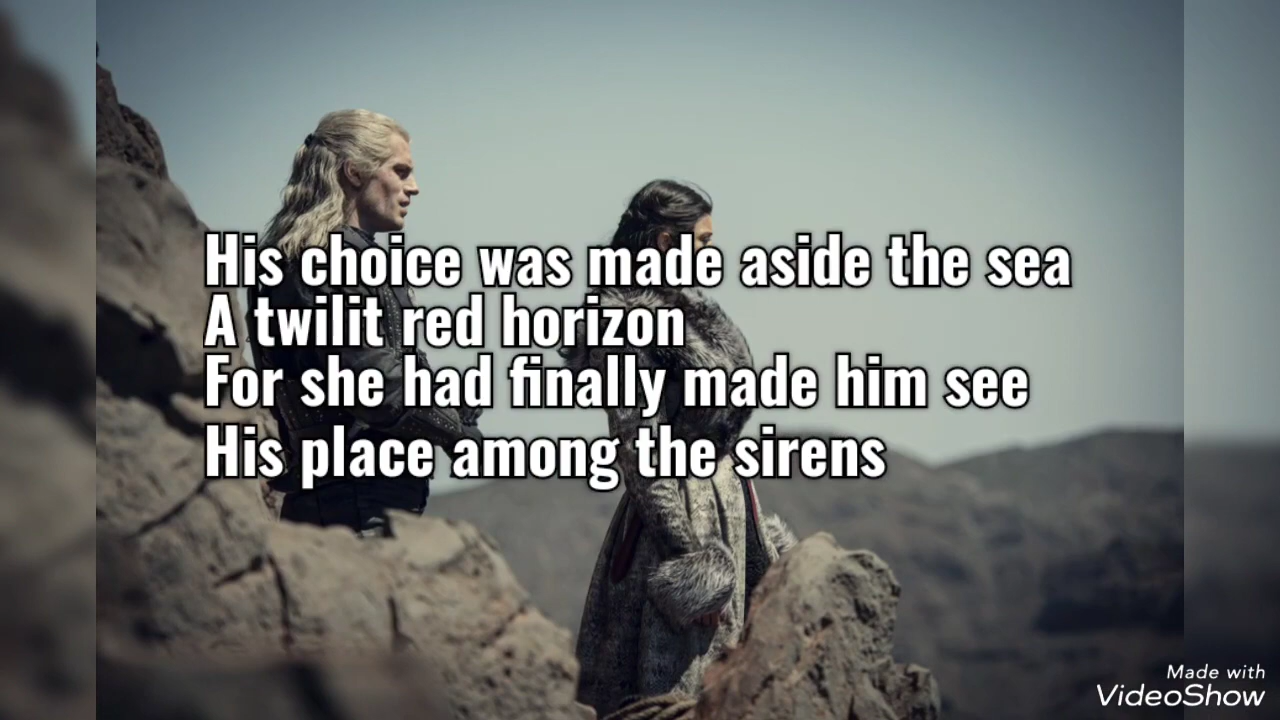 His choice was made aside the sea
A twilit red horizon
For she had finally made him see
His place among the sirens
Made with
VideoShow